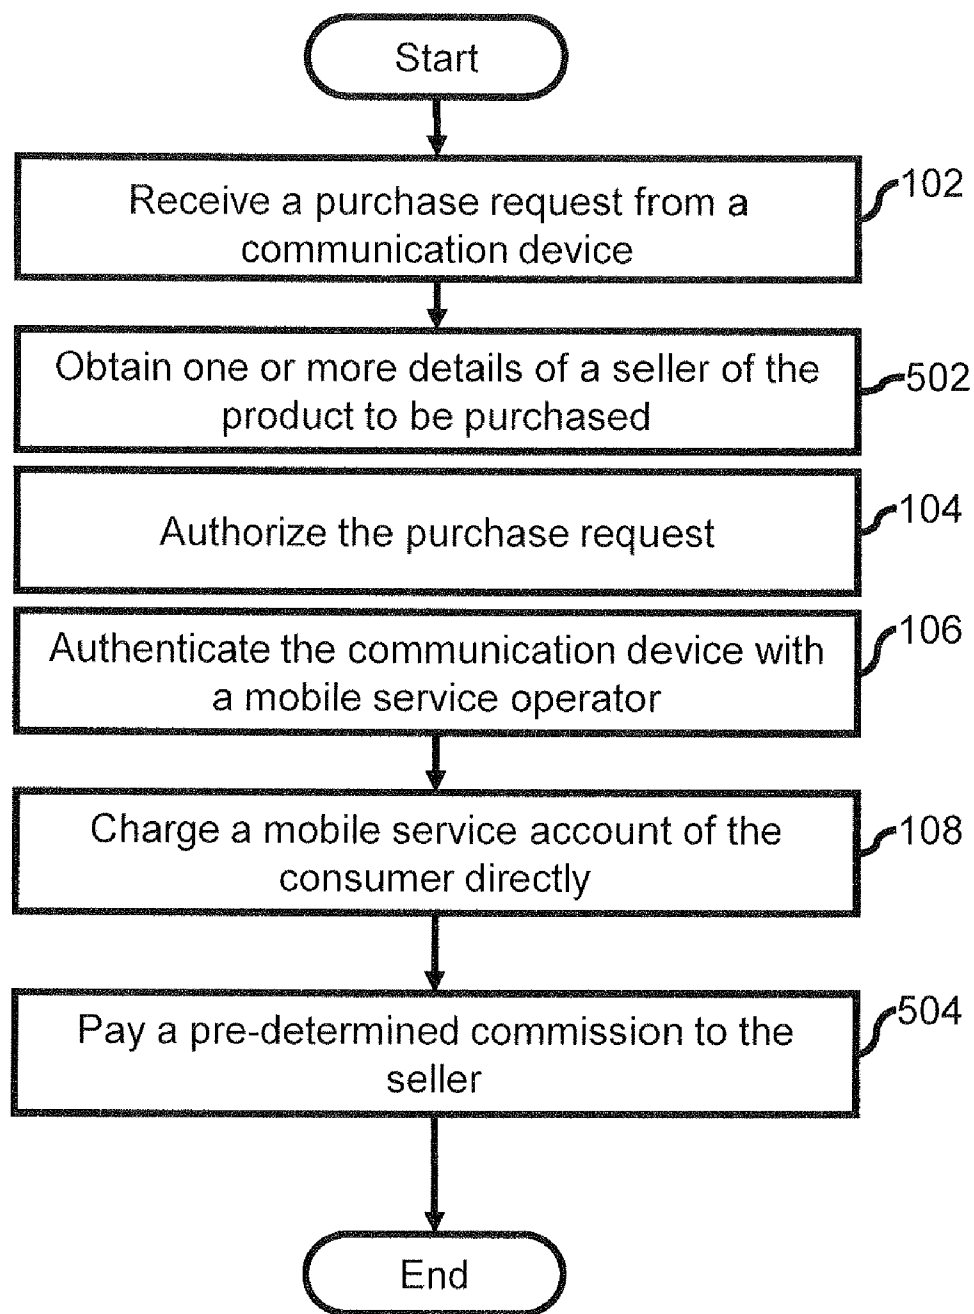 Start
Receive a purchase request from a
communication device
102
Obtain one or more details of a seller of the
product to be purchased
502
Authorize the purchase request
104
Authenticate the communication device with
a mobile service operator
106
Charge a mobile service account of the
consumer directly
108
Pay a pre-determined commission to the
seller
504
End